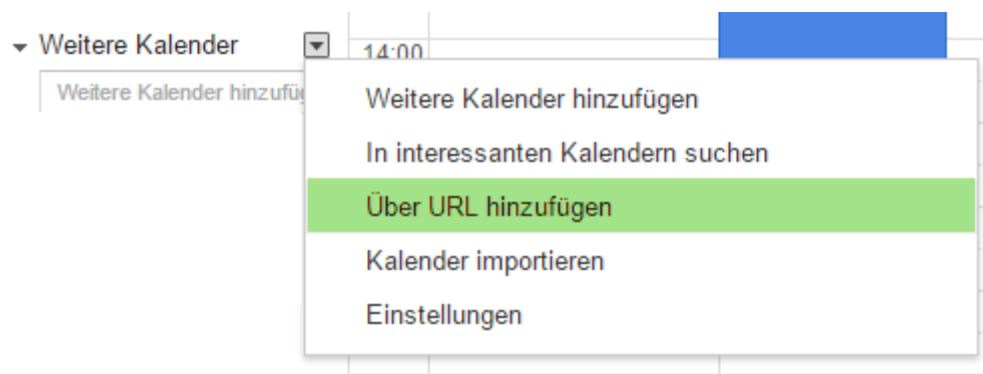 Weitere Kalender
14:00
Weitere Kalender hinzufüg
Weitere Kalender hinzufügen
In interessanten Kalendern suchen
Über URL hinzufügen
Kalender importieren
Einstellungen